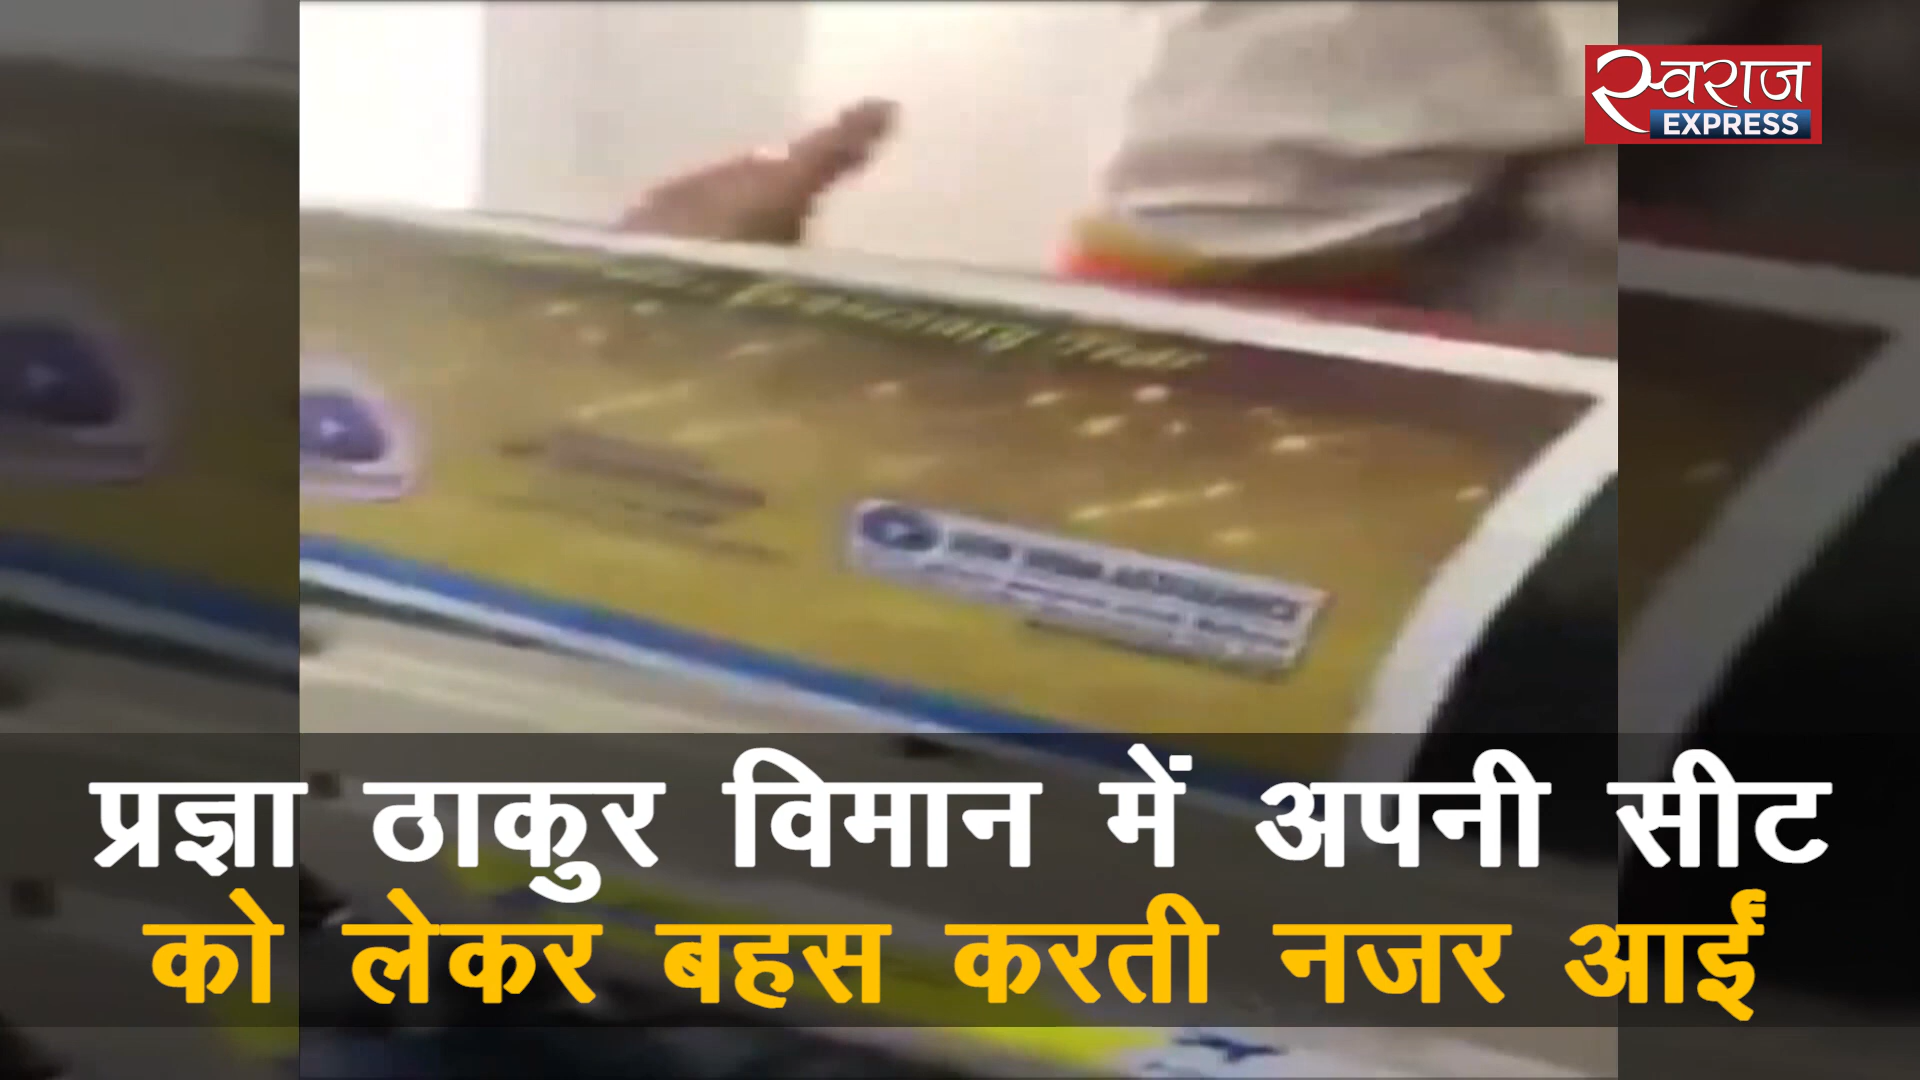 स्वराज
EXPRESS
प्रज्ञा ठाकुर विमान में अपनी सीट
को लेकर बहस करती नजर आईं